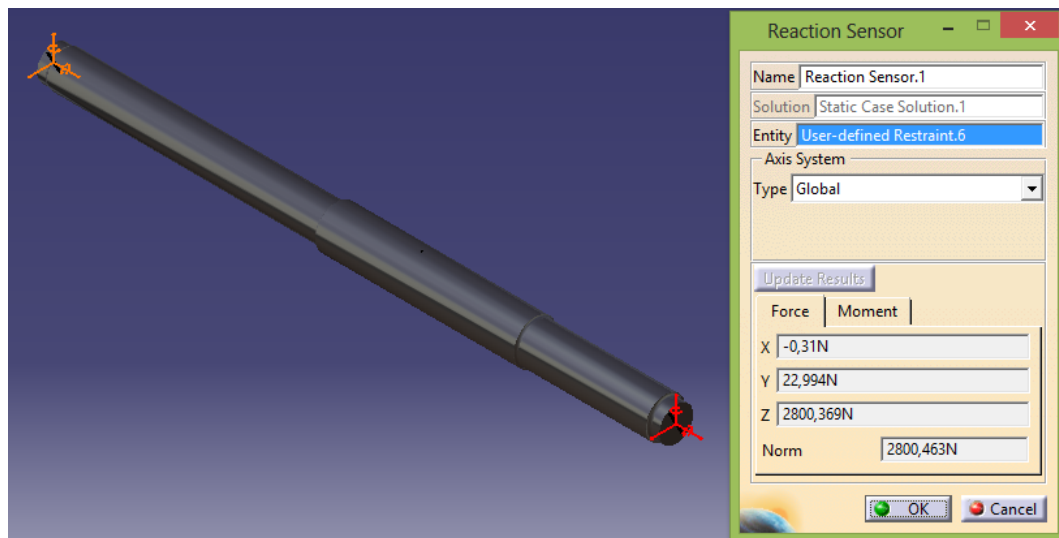 Reaction Sensor
Name Reaction Sensor.1
Solution Static Case Solution.1
Entity User-defined Restraint.6
Axis System
Type Global
Update Results
Force Moment
X -0,31N
Y 22,994N
Z 2800,369N
Norm 2800,463N
OK Cancel